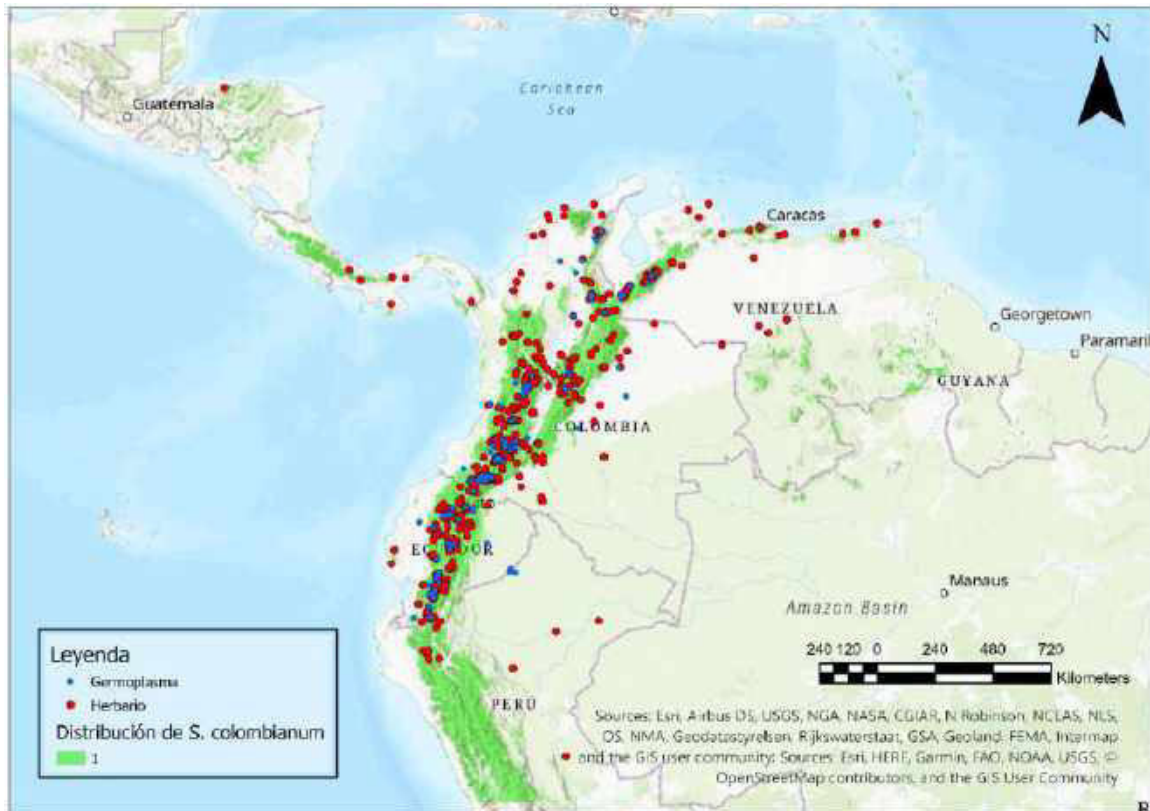 N
Caribbean
Sea
Guatemala
Caracas
VENEZUELA
Georgetown
Paramari
GUYANA
COLOMBIA
ECUADOR
Manaus
Amazon Basin
PERÚ
Leyenda
Germoplasma
Herbario
Distribución de S. colombianum
1
240 120 0 240 480 720
Kilometers
Sources: Esri, Airbus DS, USGS, NGA, NASA, CGIAR, N Robinson, NCEAS, NLS,
OS, NMA, Geodatastyrelsen, Rijkswaterstaat, GSA, Geoland, FEMA, Intermap
and the GIS user community; Sources: Esri, HERE, Garmin, FAO, NOAA, USGS, ©
OpenStreetMap contributors, and the GIS User Community